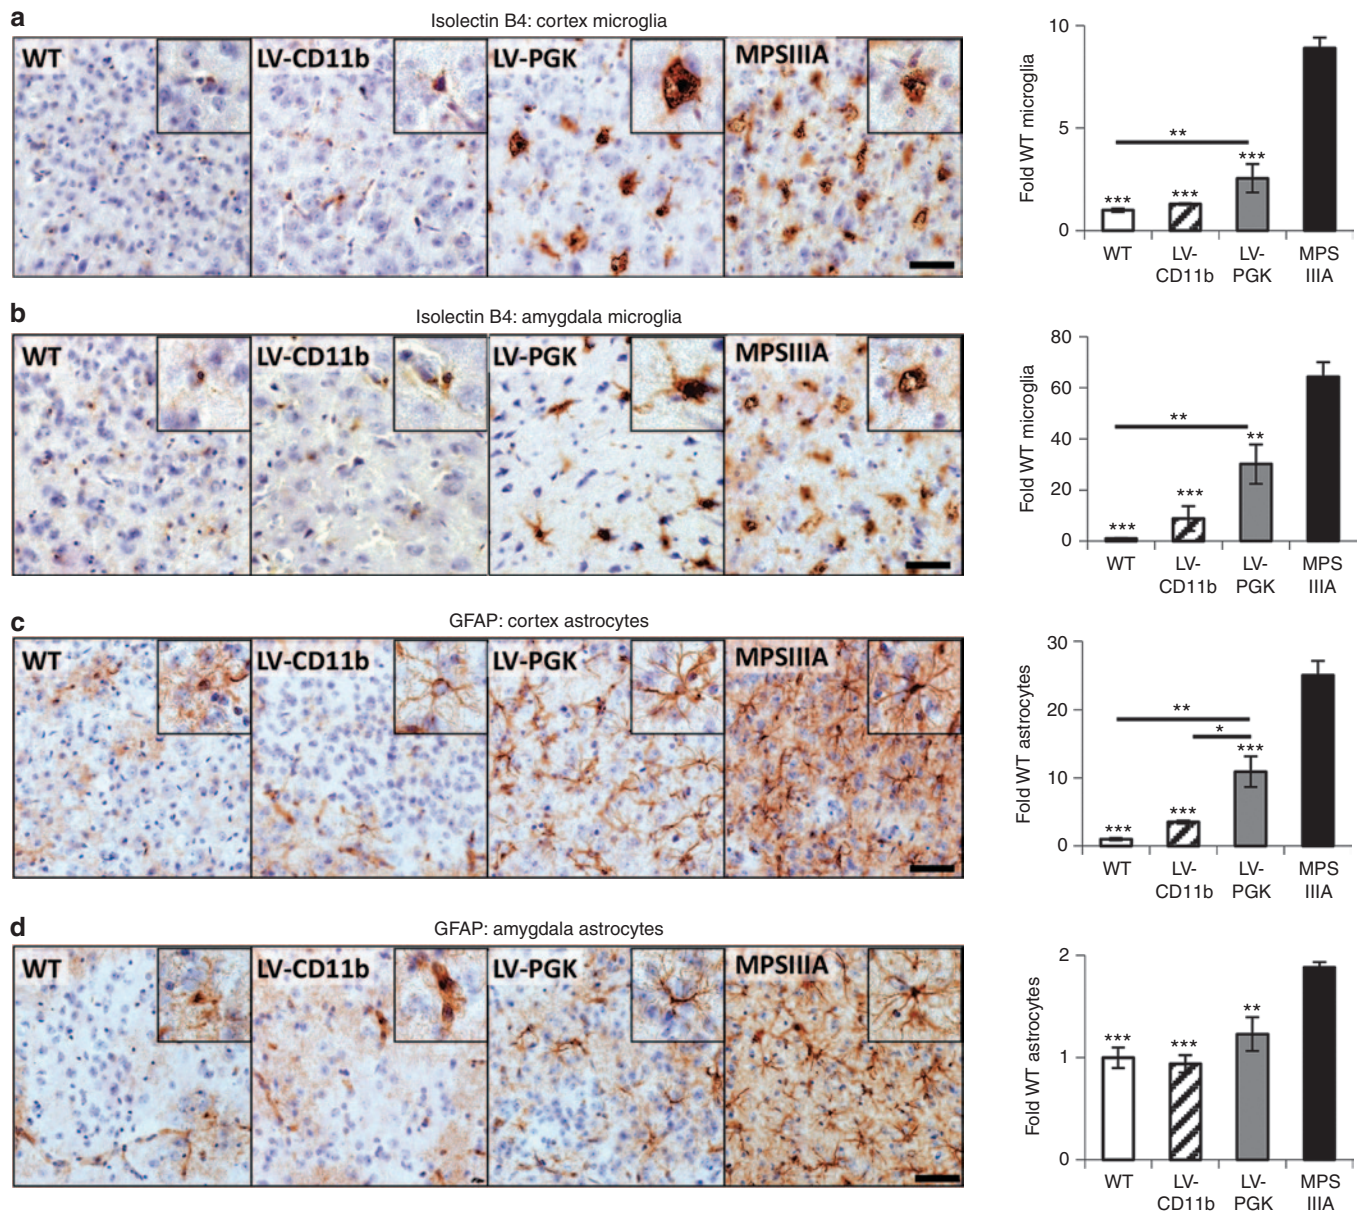 a
Isolectin B4: cortex microglia
WT
LV-CD11b
LV-PGK
MPSIIIA
Fold WT microglia
10
5
0
**
***
***
***
WT
LV-
CD11b
LV-
PGK
MPS
IIIA
b
Isolectin B4: amygdala microglia
WT
LV-CD11b
LV-PGK
MPSIIIA
Fold WT microglia
80
60
40
20
0
**
***
***
**
WT
LV-
CD11b
LV-
PGK
MPS
IIIA
c
GFAP: cortex astrocytes
WT
LV-CD11b
LV-PGK
MPSIIIA
Fold WT astrocytes
30
20
10
0
**
*
***
***
***
WT
LV-
CD11b
LV-
PGK
MPS
IIIA
d
GFAP: amygdala astrocytes
WT
LV-CD11b
LV-PGK
MPSIIIA
Fold WT astrocytes
2
1
0
***
***
**
WT
LV-
CD11b
LV-
PGK
MPS
IIIA